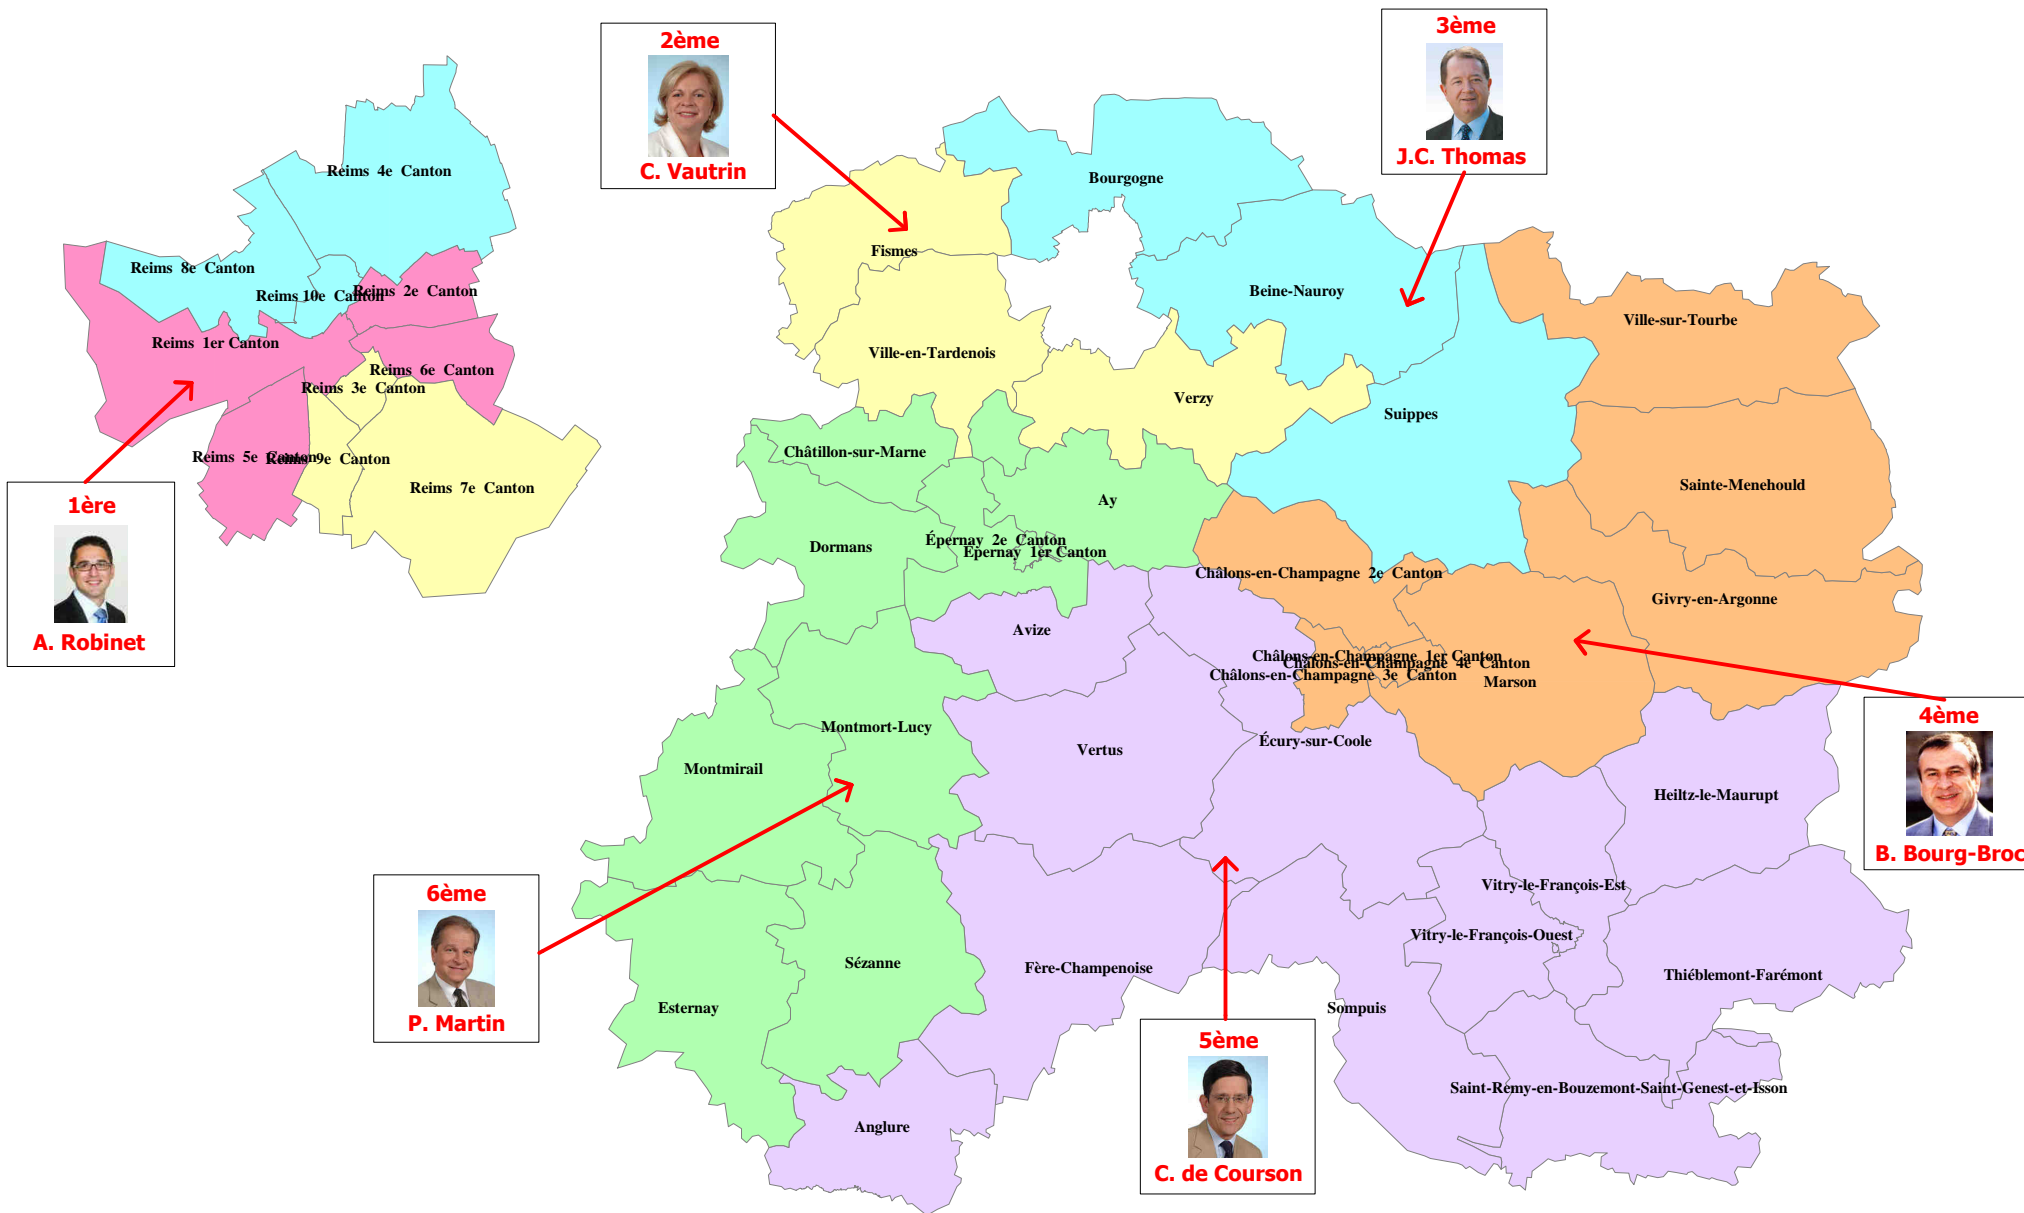 2ème
C. Vautrin
3ème
J.C. Thomas
Reims 4e Canton
Reims 8e Canton
Reims 10e Canton
Reims 2e Canton
Reims 1er Canton
Reims 6e Canton
Reims 3e Canton
Reims 5e Canton
Reims 9e Canton
Reims 7e Canton
1ère
A. Robinet
Bourgogne
Fismes
Beine-Nauroy
Ville-sur-Tourbe
Ville-en-Tardenois
Verzy
Suippes
Châtillon-sur-Marne
Sainte-Menehould
Ay
Dormans
Épernay 2e Canton
Épernay 1er Canton
Châlons-en-Champagne 2e Canton
Givry-en-Argonne
Avize
Châlons-en-Champagne 1er Canton
Châlons-en-Champagne 4e Canton
Châlons-en-Champagne 3e Canton
Marson
4ème
B. Bourg-Broc
Montmort-Lucy
Vertus
Écury-sur-Coole
Montmirail
Heiltz-le-Maurupt
6ème
P. Martin
Vitry-le-François-Est
Vitry-le-François-Ouest
Sézanne
Fère-Champenoise
Thiéblemont-Farémont
Esternay
Sompuis
5ème
C. de Courson
Saint-Remy-en-Bouzemont-Saint-Genest-et-Isson
Anglure